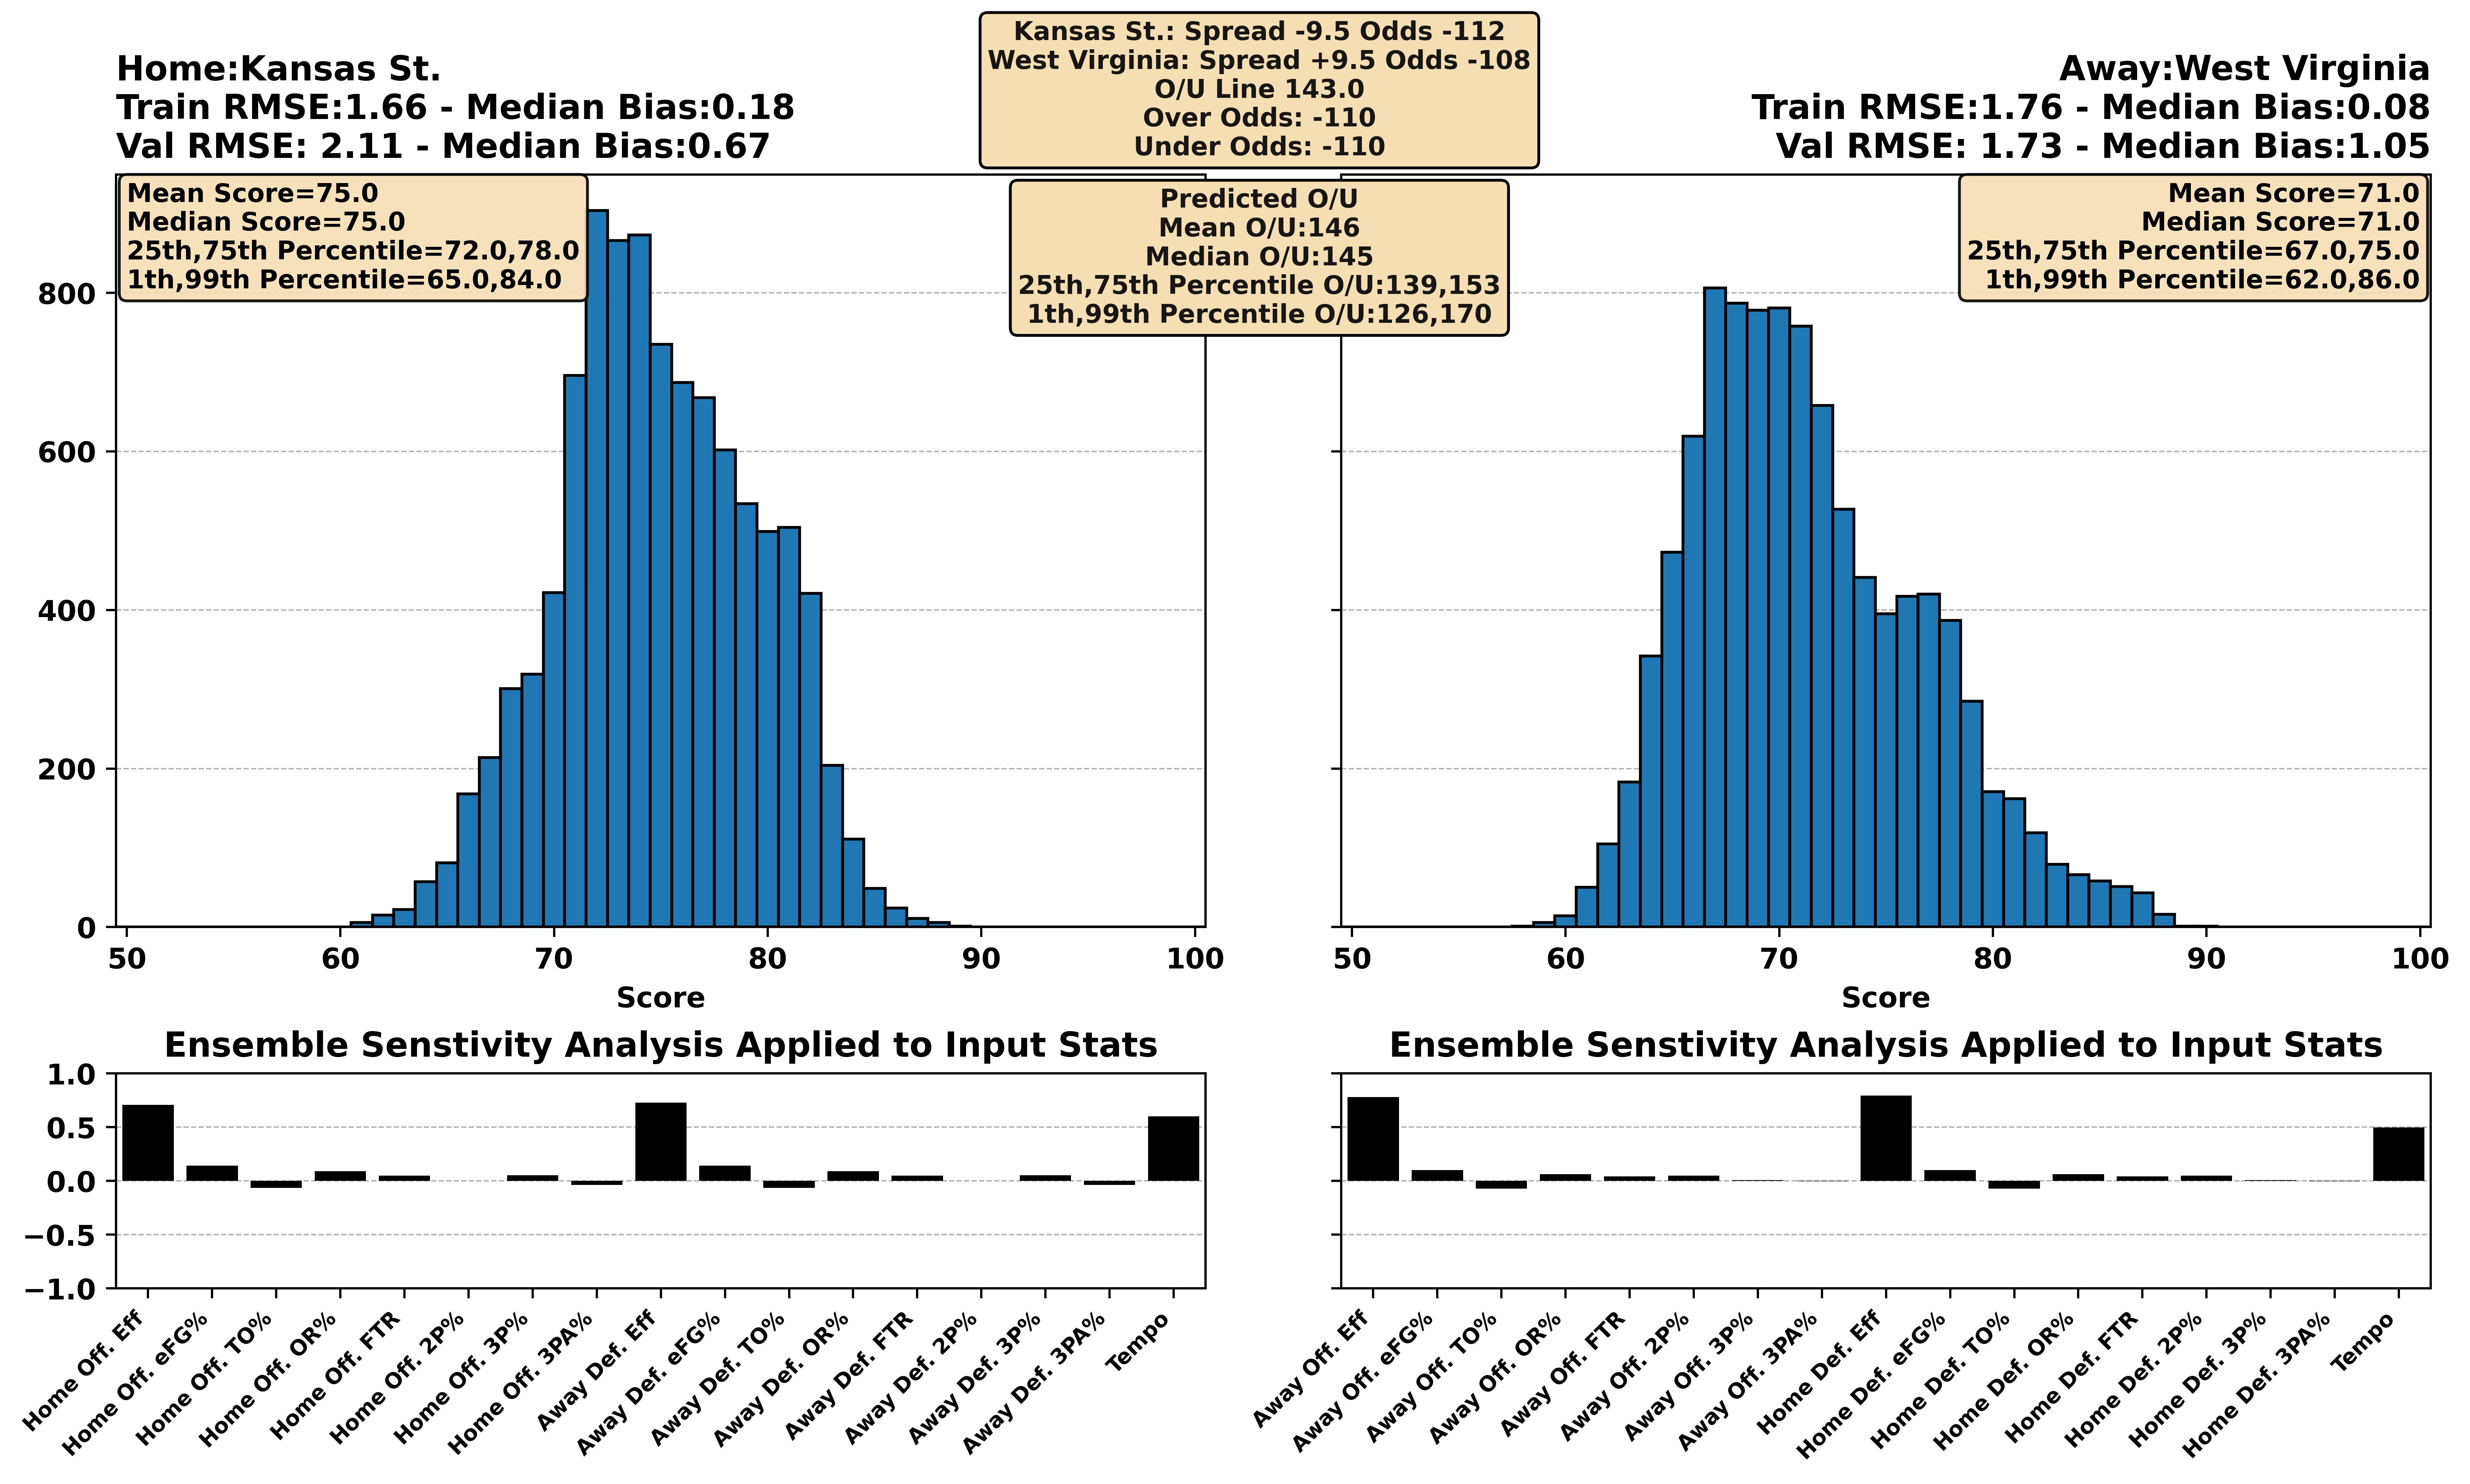 Kansas St.: Spread -9.5 Odds -112
West Virginia: Spread +9.5 Odds -108
O/U Line 143.0
Over Odds: -110
Under Odds: -110
Home:Kansas St.
Train RMSE:1.66 - Median Bias:0.18
Val RMSE: 2.11 - Median Bias:0.67
Away:West Virginia
Train RMSE:1.76 - Median Bias:0.08
Val RMSE: 1.73 - Median Bias:1.05
Mean Score=75.0
Median Score=75.0
25th,75th Percentile=72.0,78.0
1th,99th Percentile=65.0,84.0
Predicted O/U
Mean O/U:146
Median O/U:145
25th,75th Percentile O/U:139,153
1th,99th Percentile O/U:126,170
Mean Score=71.0
Median Score=71.0
25th,75th Percentile=67.0,75.0
1th,99th Percentile=62.0,86.0
800
600
400
200
0
50 60 70 80 90 100
Score
50 60 70 80 90 100
Score
Ensemble Senstivity Analysis Applied to Input Stats
1.0
0.5
0.0
−0.5
−1.0
Home Off. Eff
Home Off. eFG%
Home Off. TO%
Home Off. OR%
Home Off. FTR
Home Off. 2P%
Home Off. 3P%
Home Off. 3PA%
Away Def. Eff
Away Def. eFG%
Away Def. TO%
Away Def. OR%
Away Def. FTR
Away Def. 2P%
Away Def. 3P%
Away Def. 3PA%
Tempo
Ensemble Senstivity Analysis Applied to Input Stats
Away Off. Eff
Away Off. eFG%
Away Off. TO%
Away Off. OR%
Away Off. FTR
Away Off. 2P%
Away Off. 3P%
Away Off. 3PA%
Home Def. Eff
Home Def. eFG%
Home Def. TO%
Home Def. OR%
Home Def. FTR
Home Def. 2P%
Home Def. 3P%
Home Def. 3PA%
Tempo